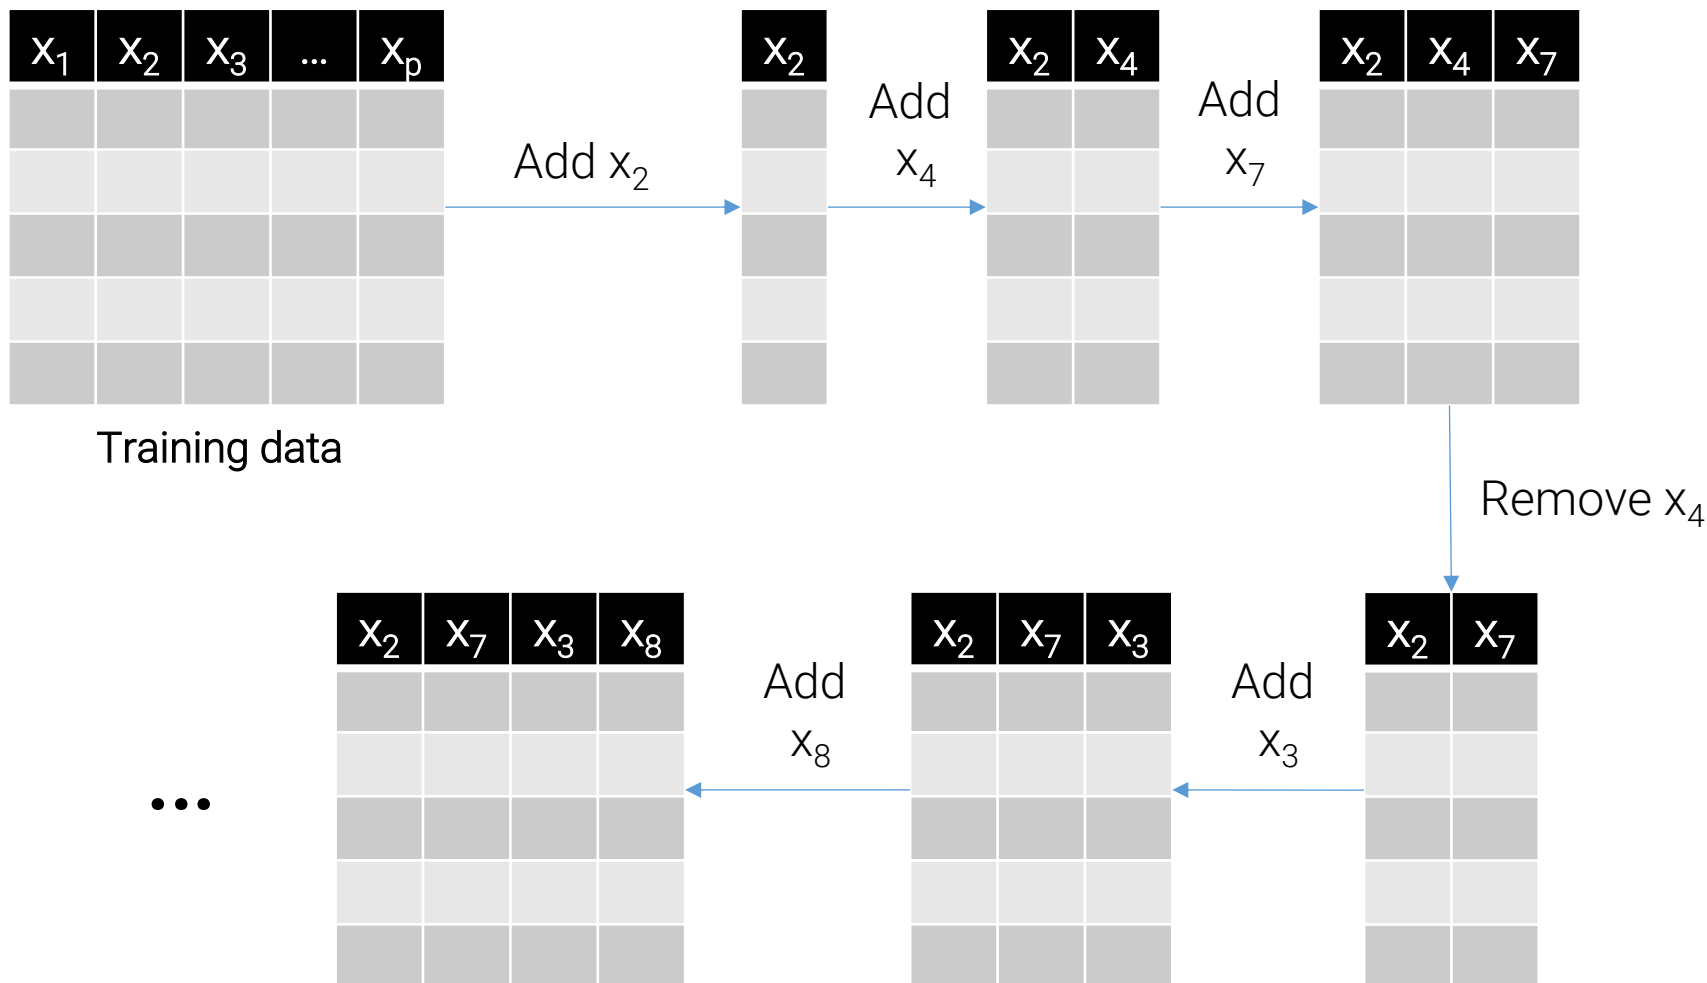 x₁ x₂ x₃ ... xₚ
Training data
Add x₂
x₂
Add
x₄
x₂ x₄
Add
x₇
x₂ x₄ x₇
Remove x₄
x₂ x₇
Add
x₃
x₂ x₇ x₃
Add
x₈
x₂ x₇ x₃ x₈
...